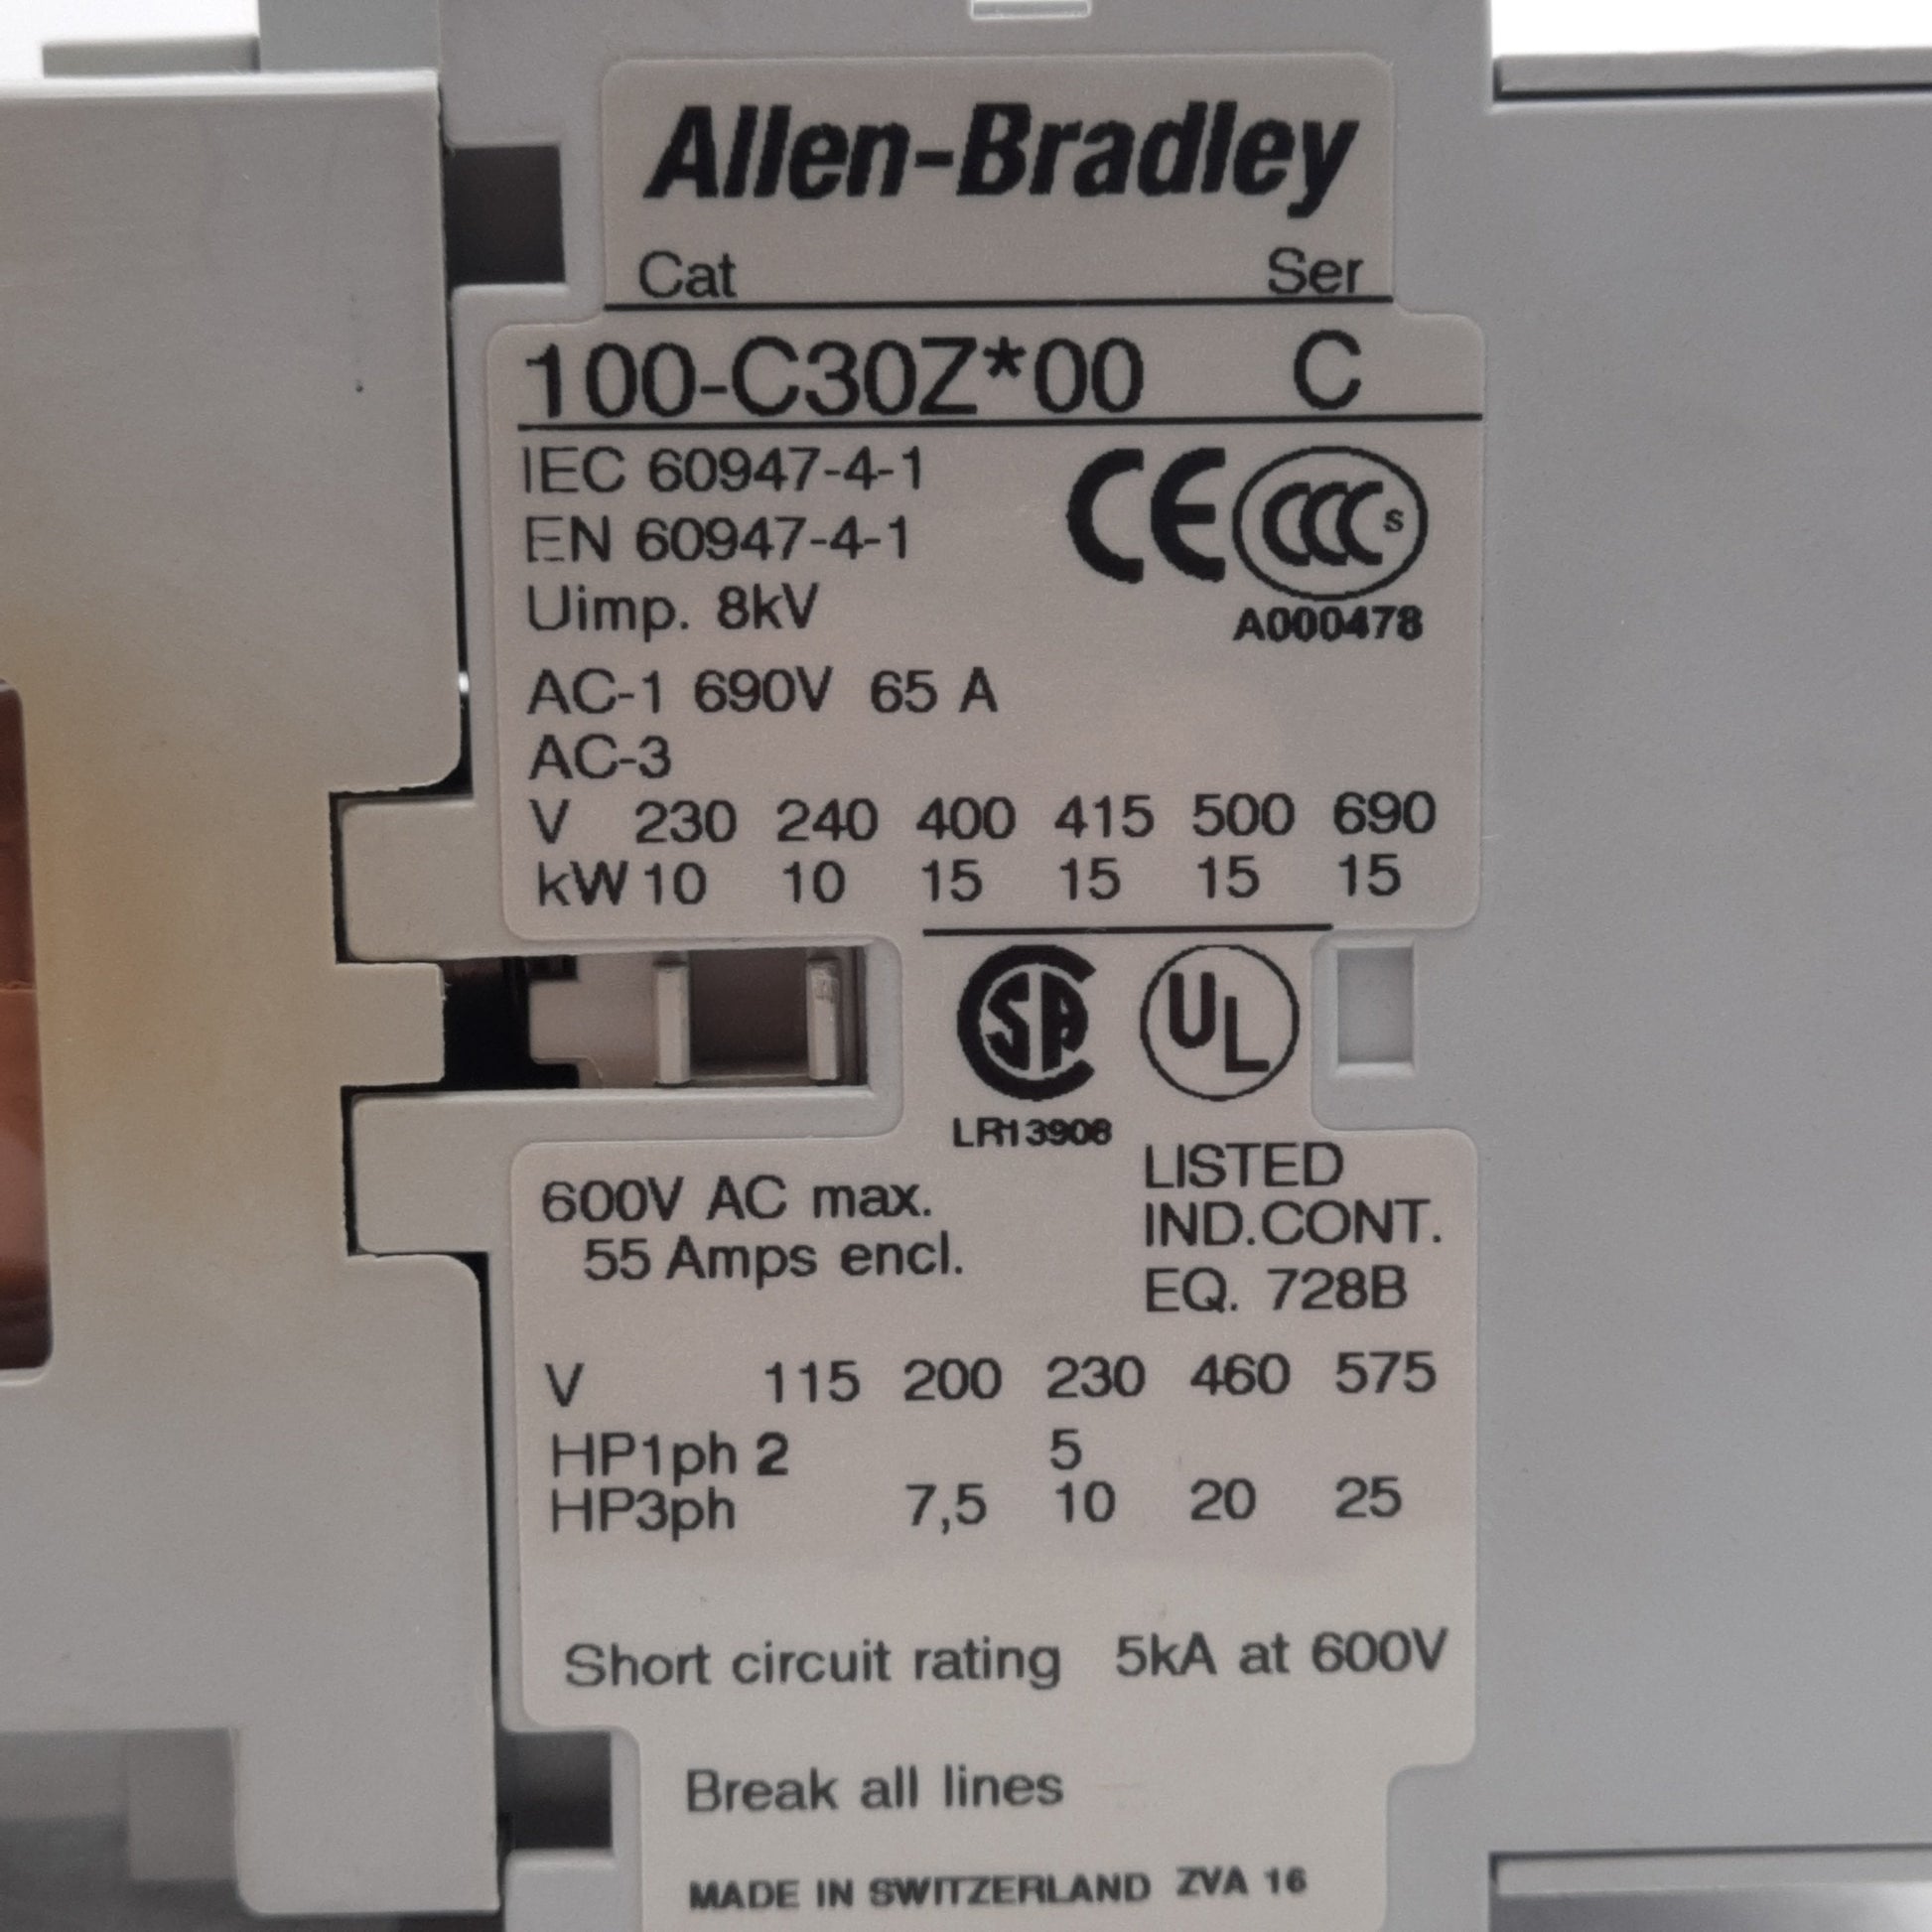 Allen-Bradley
Cat Ser
100-C30Z*00 C
IEC 60947-4-1
EN 60947-4-1
Uimp. 8kV
CE CCC S
A000478
AC-1 690V 65 A
AC-3
V 230 240 400 415 500 690
kW 10 10 15 15 15 15
SA UL
LR13908
600V AC max.
55 Amps encl.
LISTED
IND.CONT.
EQ. 728B
V 115 200 230 460 575
HP1ph 2 5
HP3ph 7,5 10 20 25
Short circuit rating 5kA at 600V
Break all lines
MADE IN SWITZERLAND ZVA 16